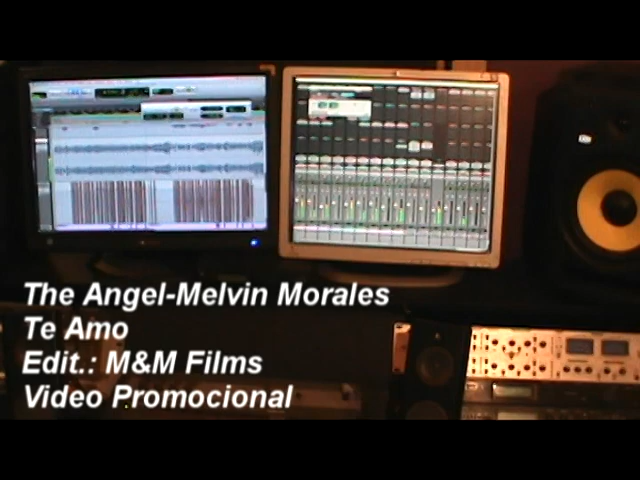 The Angel-Melvin Morales
Te Amo
Edit.: M&M Films
Video Promocional